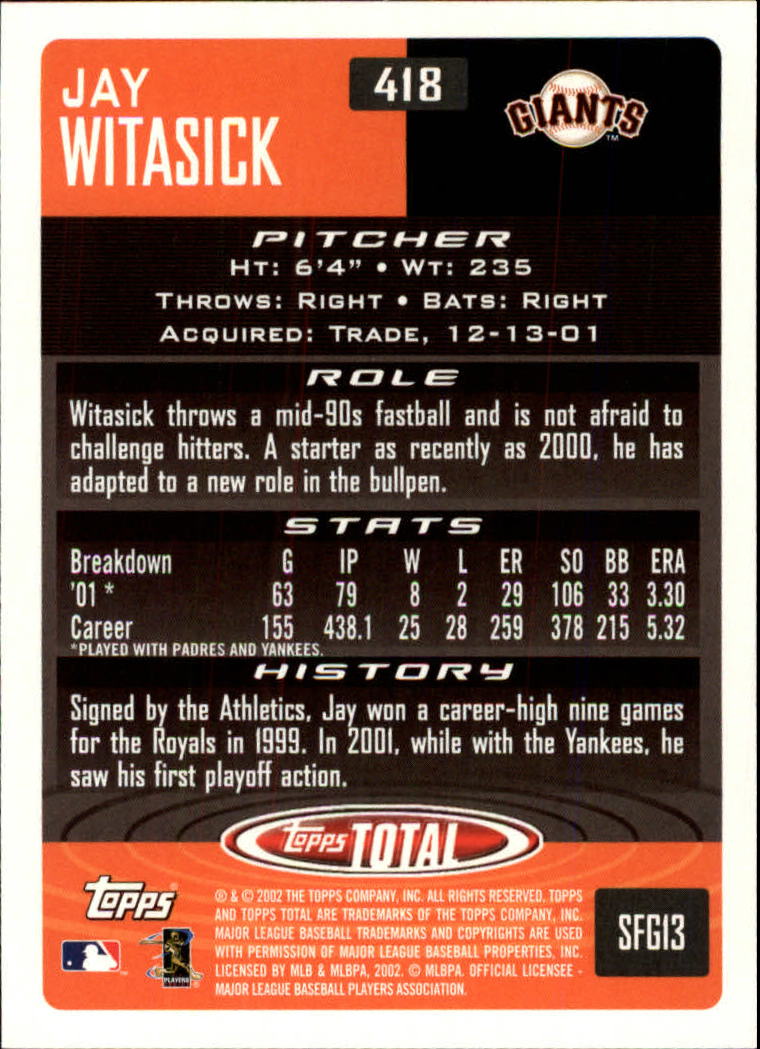 JAY
WITASICK
418
GIANTS™
PITCHER
HT: 6'4" • WT: 235
THROWS: RIGHT • BATS: RIGHT
ACQUIRED: TRADE, 12-13-01
ROLE
Witasick throws a mid-90s fastball and is not afraid to
challenge hitters. A starter as recently as 2000, he has
adapted to a new role in the bullpen.
STATS
Breakdown G IP W L ER SO BB ERA
'01 * 63 79 8 2 29 106 33 3.30
Career 155 438.1 25 28 259 378 215 5.32
*PLAYED WITH PADRES AND YANKEES.
HISTORY
Signed by the Athletics, Jay won a career-high nine games
for the Royals in 1999. In 2001, while with the Yankees, he
saw his first playoff action.
Topps TOTAL
Topps®
® & © 2002 THE TOPPS COMPANY, INC. ALL RIGHTS RESERVED. TOPPS
AND TOPPS TOTAL ARE TRADEMARKS OF THE TOPPS COMPANY, INC.
MAJOR LEAGUE BASEBALL TRADEMARKS AND COPYRIGHTS ARE USED
WITH PERMISSION OF MAJOR LEAGUE BASEBALL PROPERTIES, INC.
LICENSED BY MLB & MLBPA, 2002. © MLBPA. OFFICIAL LICENSEE -
MAJOR LEAGUE BASEBALL PLAYERS ASSOCIATION.
PLAYERS
SFG13